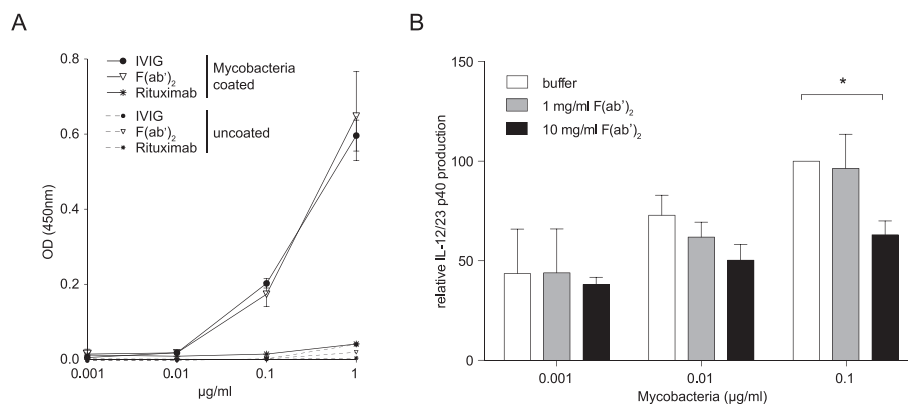 A
IVIG
F(ab')₂
Rituximab
Mycobacteria
coated
IVIG
F(ab')₂
Rituximab
uncoated
OD (450nm)
0.8
0.6
0.4
0.2
0.0
0.001
0.01
0.1
1
µg/ml
B
buffer
1 mg/ml F(ab')₂
10 mg/ml F(ab')₂
*
relative IL-12/23 p40 production
150
100
50
0
0.001
0.01
0.1
Mycobacteria (µg/ml)